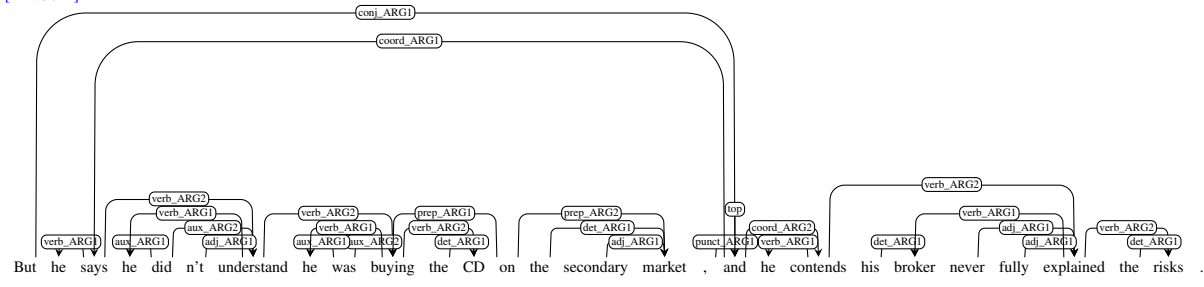 conj_ARG1
coord_ARG1
verb_ARG2 verb_ARG2
top
verb_ARG1 verb_ARG2 prep_ARG1 prep_ARG2 verb_ARG1
aux_ARG2 verb_ARG1 verb_ARG2 det_ARG1 coord_ARG2 adj_ARG1 verb_ARG2
verb_ARG1 aux_ARG1 adj_ARG1 aux_ARG1 aux_ARG2 det_ARG1 adj_ARG1 punct_ARG1 verb_ARG1 det_ARG1 adj_ARG1 det_ARG1
But he says he did n't understand he was buying the CD on the secondary market , and he contends his broker never fully explained the risks .